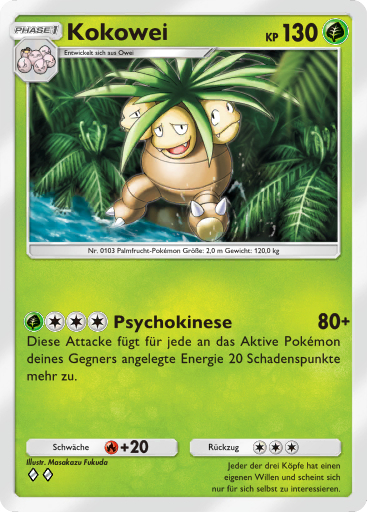 PHASE 1
Kokowei
KP 130
Entwickelt sich aus Owei
Nr. 0103 Palmfrucht-Pokémon Größe: 2,0 m Gewicht: 120,0 kg
Psychokinese 80+
Diese Attacke fügt für jede an das Aktive Pokémon
deines Gegners angelegte Energie 20 Schadenspunkte
mehr zu.
Schwäche +20
Rückzug
Illustr. Masakazu Fukuda
Jeder der drei Köpfe hat einen
eigenen Willen und scheint sich
nur für sich selbst zu interessieren.